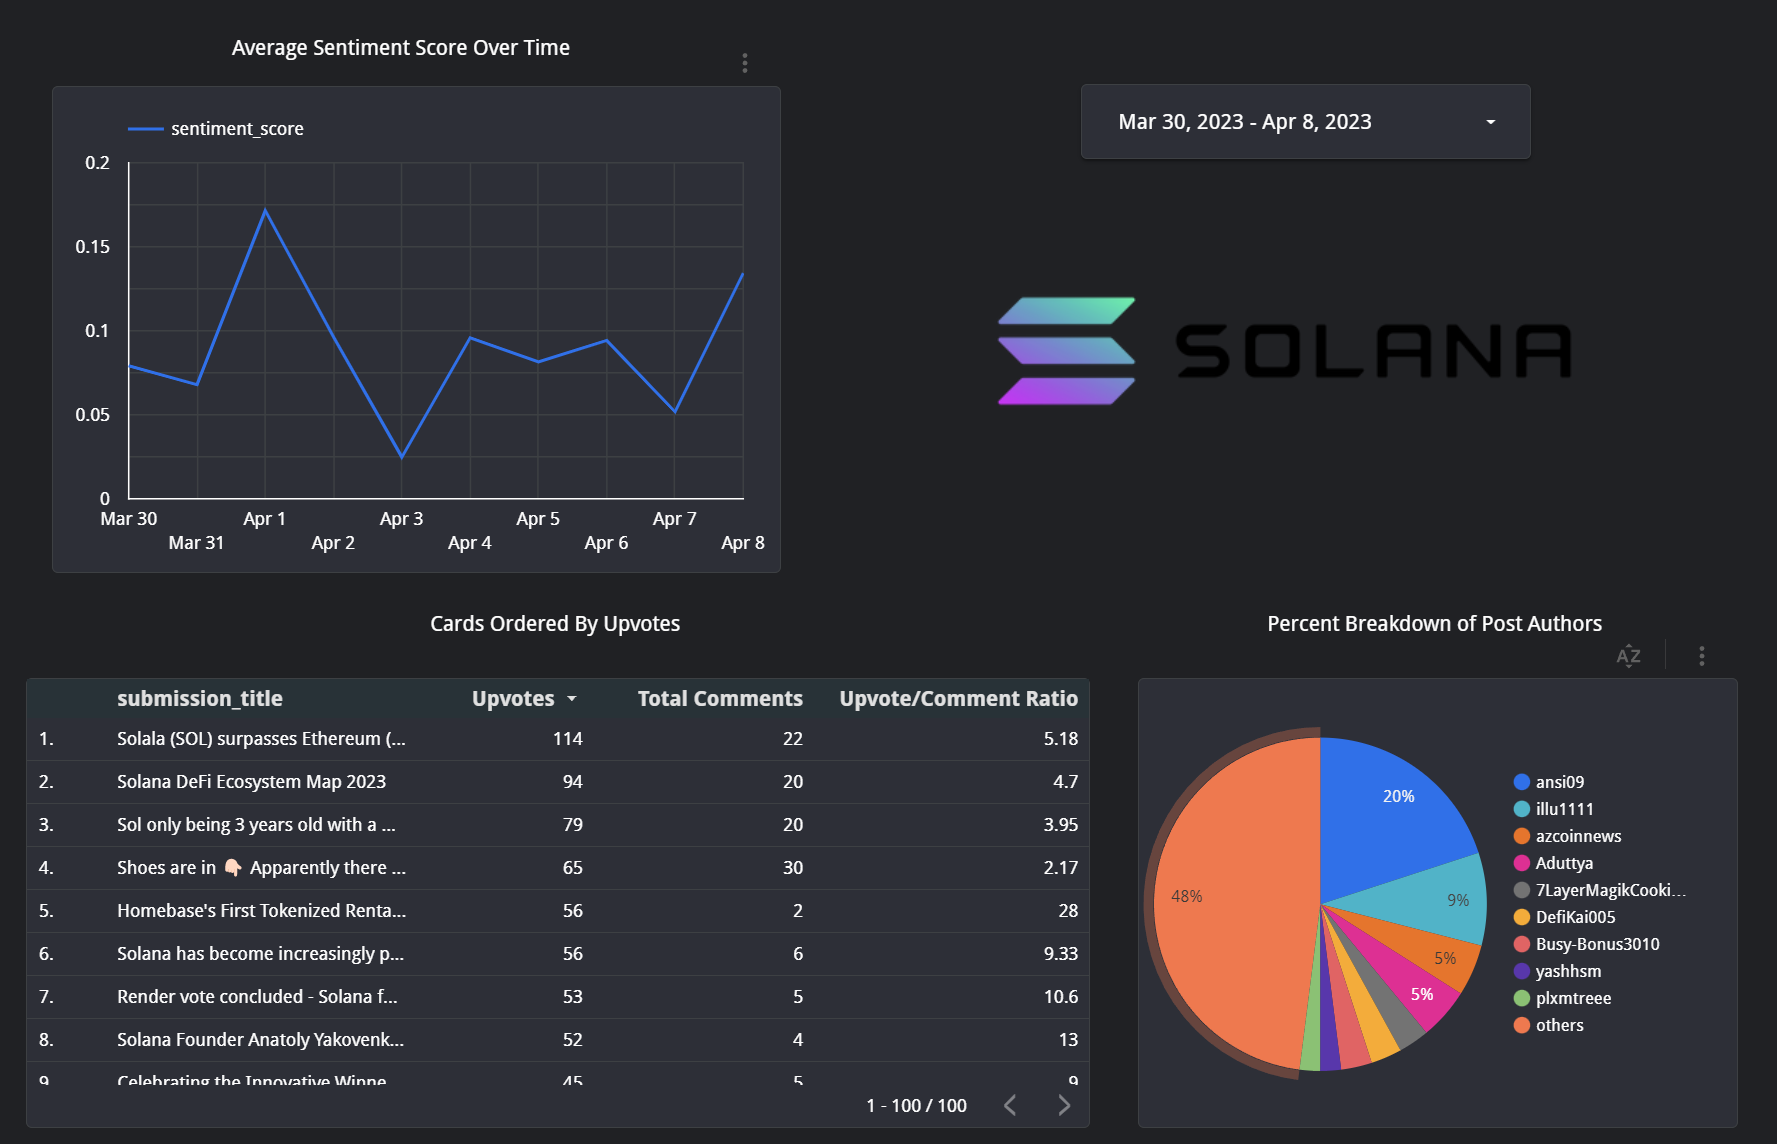 Average Sentiment Score Over Time
sentiment_score
0.2
0.15
0.1
0.05
0
Mar 30
Mar 31
Apr 1
Apr 2
Apr 3
Apr 4
Apr 5
Apr 6
Apr 7
Apr 8
Mar 30, 2023 - Apr 8, 2023
SOLANA
Cards Ordered By Upvotes
submission_title Upvotes Total Comments Upvote/Comment Ratio
1. Solala (SOL) surpasses Ethereum (... 114 22 5.18
2. Solana DeFi Ecosystem Map 2023 94 20 4.7
3. Sol only being 3 years old with a ... 79 20 3.95
4. Shoes are in 👇🏻 Apparently there ... 65 30 2.17
5. Homebase's First Tokenized Renta... 56 2 28
6. Solana has become increasingly p... 56 6 9.33
7. Render vote concluded - Solana f... 53 5 10.6
8. Solana Founder Anatoly Yakovenk... 52 4 13
9. Celebrating the Innovative Winne... 45 5 9
1 - 100 / 100
Percent Breakdown of Post Authors
AZ
20%
9%
5%
5%
48%
ansi09
illu1111
azcoinnews
Aduttya
7LayerMagikCooki...
DefiKai005
Busy-Bonus3010
yashhsm
plxmtreee
others